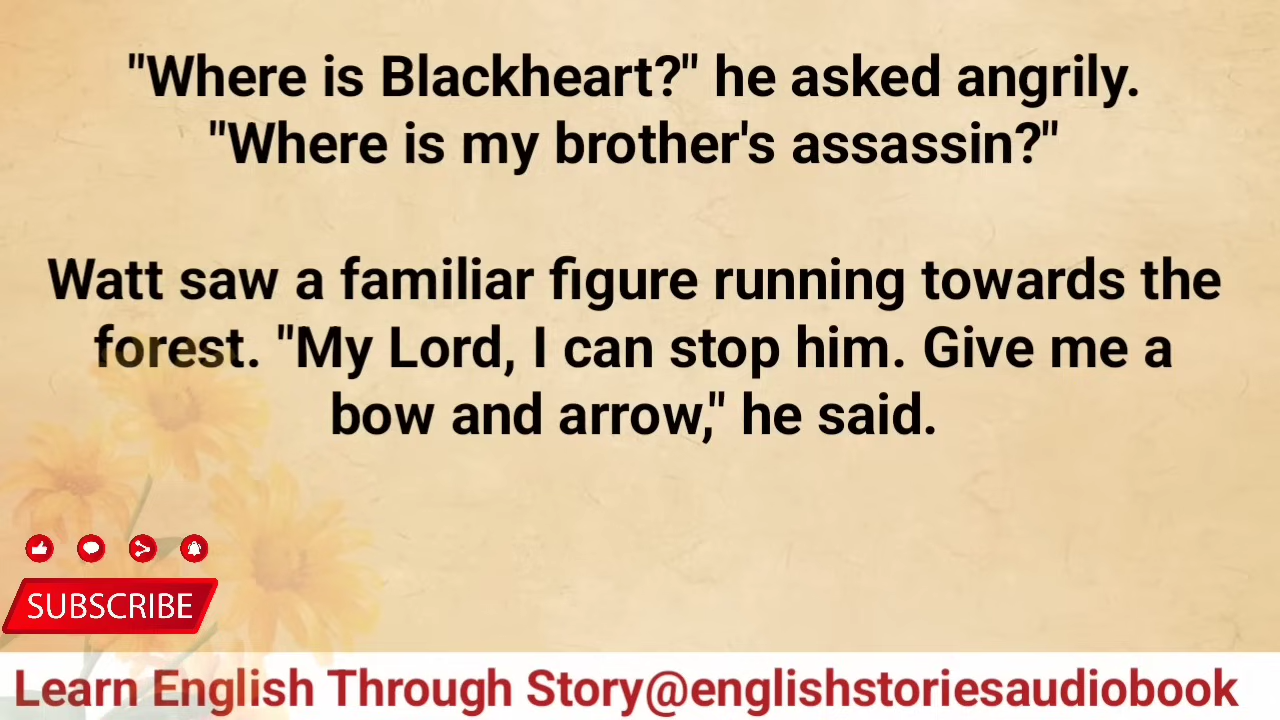 "Where is Blackheart?" he asked angrily.
"Where is my brother's assassin?"
Watt saw a familiar figure running towards the
forest. "My Lord, I can stop him. Give me a
bow and arrow," he said.
SUBSCRIBE
Learn English Through Story@englishstoriesaudiobook